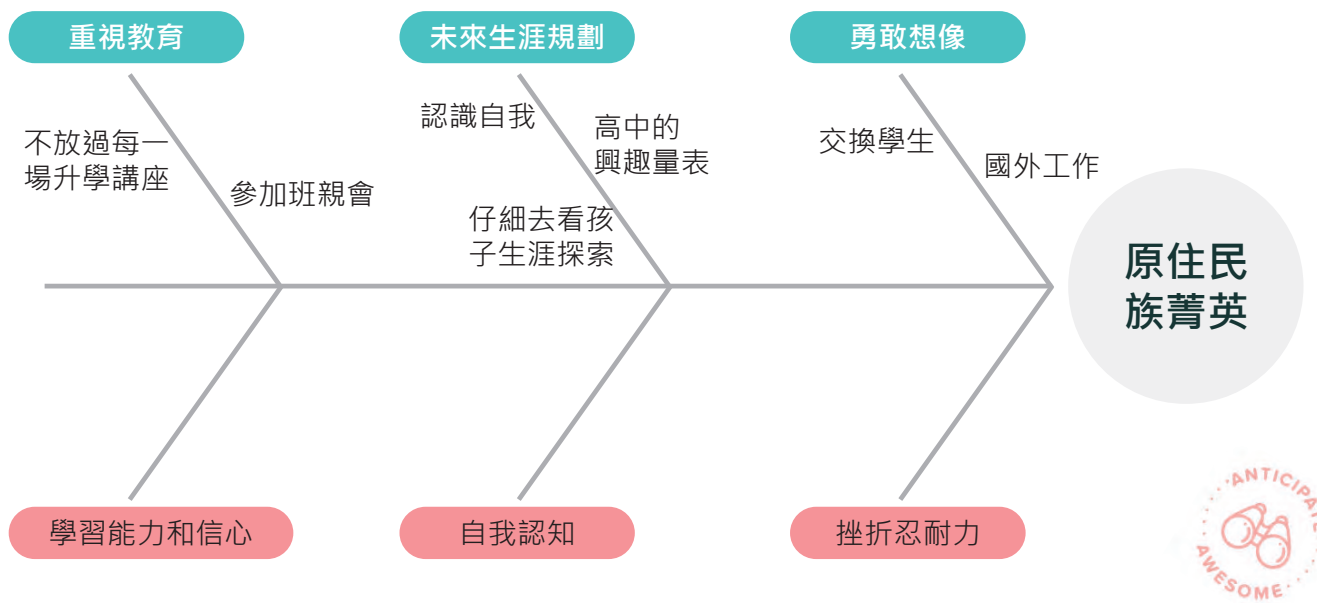 重視教育
未來生涯規劃
勇敢想像
不放過每一
場升學講座
參加班親會
認識自我
高中的
興趣量表
仔細去看孩
子生涯探索
交換學生
國外工作
原住民
族菁英
學習能力和信心
自我認知
挫折忍耐力
ANTICIPATE
AWESOME